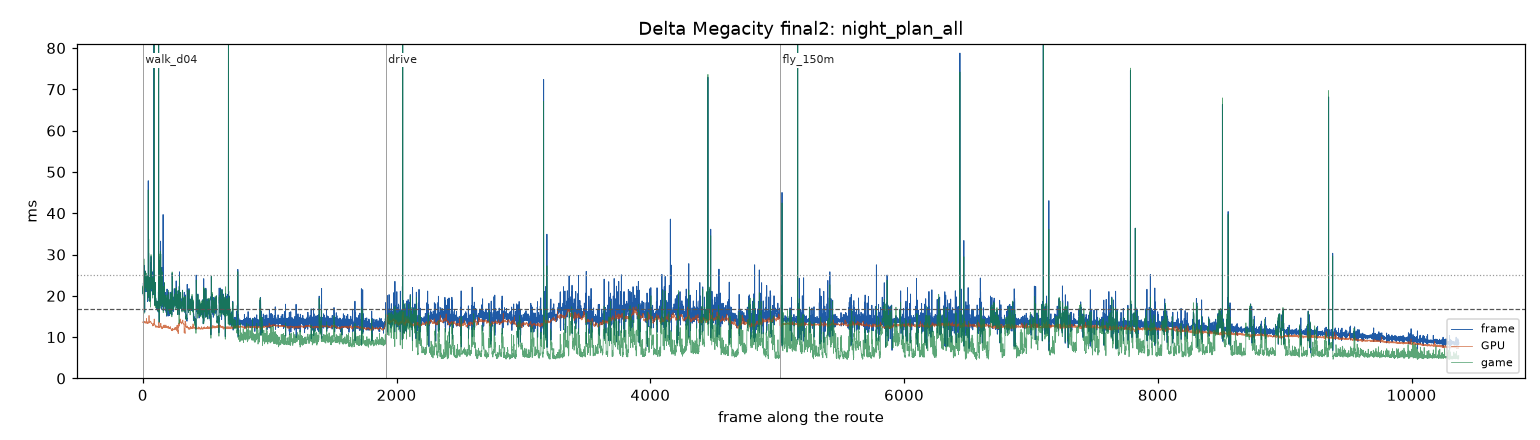 Delta Megacity final2: night_plan_all
80
70
60
50
40
30
20
10
0
ms
walk_d04
drive
fly_150m
frame
GPU
game
0
2000
4000
6000
8000
10000
frame along the route